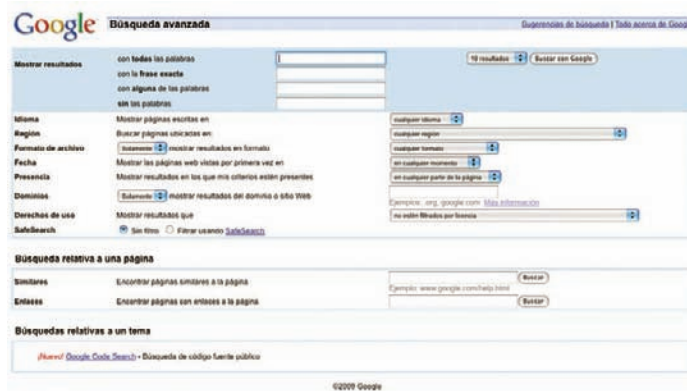 Google Búsqueda avanzada
Sugerencias de búsqueda | Todo acerca de Google
Mostrar resultados con todas las palabras 10 resultados Buscar con Google
con la frase exacta
con alguna de las palabras
sin las palabras
Idioma Mostrar páginas escritas en cualquier idioma
Región Buscar páginas ubicadas en: cualquier región
Formato de archivo Solamente mostrar resultados en formato cualquier formato
Fecha Mostrar las páginas web vistas por primera vez en en cualquier momento
Presencia Mostrar resultados en los que mis criterios estén presentes en cualquier parte de la página
Dominios Solamente mostrar resultados del dominio o sitio Web
Ejemplos: .org, google.com Más información
Derechos de uso Mostrar resultados que no estén filtrados por licencia
SafeSearch Sin filtro Filtrar usando SafeSearch
Búsqueda relativa a una página
Similares Encontrar páginas similares a la página Buscar
Ejemplo: www.google.com/help.html
Enlaces Encontrar páginas con enlaces a la página Buscar
Búsquedas relativas a un tema
¡Nuevo! Google Code Search - Búsqueda de código fuente público
©2009 Google